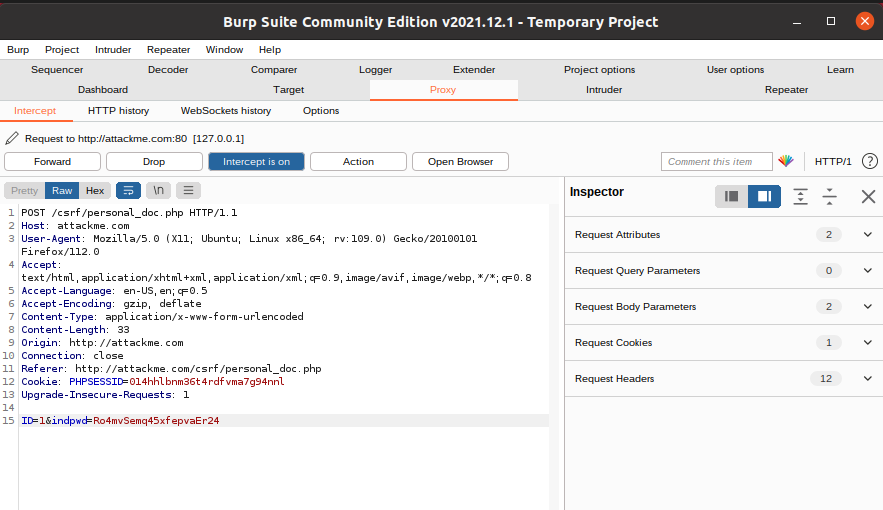 Burp Suite Community Edition v2021.12.1 - Temporary Project
Burp Project Intruder Repeater Window Help
Sequencer Decoder Comparer Logger Extender Project options User options Learn
Dashboard Target Proxy Intruder Repeater
Intercept HTTP history WebSockets history Options
Request to http://attackme.com:80 [127.0.0.1]
Forward Drop Intercept is on Action Open Browser Comment this item HTTP/1 ?
Pretty Raw Hex \n
Inspector
1 POST /csrf/personal_doc.php HTTP/1.1
2 Host: attackme.com
3 User-Agent: Mozilla/5.0 (X11; Ubuntu; Linux x86_64; rv:109.0) Gecko/20100101
Firefox/112.0
4 Accept:
text/html,application/xhtml+xml,application/xml;q=0.9,image/avif,image/webp,*/*;q=0.8
5 Accept-Language: en-US,en;q=0.5
6 Accept-Encoding: gzip, deflate
7 Content-Type: application/x-www-form-urlencoded
8 Content-Length: 33
9 Origin: http://attackme.com
10 Connection: close
11 Referer: http://attackme.com/csrf/personal_doc.php
12 Cookie: PHPSESSID=014hhlbnm36t4rdfvma7g94nnl
13 Upgrade-Insecure-Requests: 1
14
15 ID=1&indpwd=Ro4mvSemq45xfepvaEr24
Request Attributes 2
Request Query Parameters 0
Request Body Parameters 2
Request Cookies 1
Request Headers 12